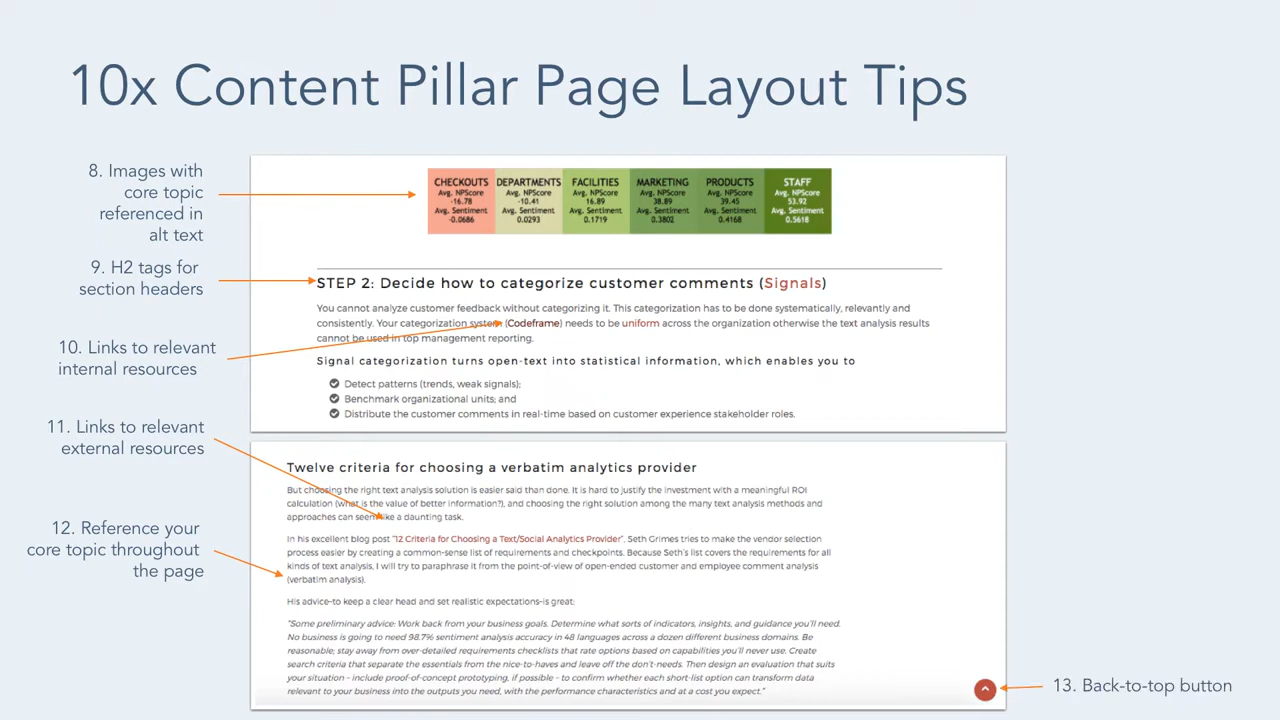 10x Content Pillar Page Layout Tips
8. Images with
core topic
referenced in
alt text
9. H2 tags for
section headers
10. Links to relevant
internal resources
11. Links to relevant
external resources
12. Reference your
core topic throughout
the page
CHECKOUTS DEPARTMENTS FACILITIES MARKETING PRODUCTS STAFF
Avg. NPScore Avg. NPScore Avg. NPScore Avg. NPScore Avg. NPScore Avg. NPScore
-16.78 -10.41 16.89 38.89 39.45 53.92
Avg. Sentiment Avg. Sentiment Avg. Sentiment Avg. Sentiment Avg. Sentiment Avg. Sentiment
-0.0686 0.0293 0.1719 0.3802 0.4168 0.5618
STEP 2: Decide how to categorize customer comments (Signals)
You cannot analyze customer feedback without categorizing it. This categorization has to be done systematically, relevantly and
consistently. Your categorization system (Codeframe) needs to be uniform across the organization otherwise the text analysis results
cannot be used in top management reporting.
Signal categorization turns open-text into statistical information, which enables you to
Detect patterns (trends, weak signals);
Benchmark organizational units; and
Distribute the customer comments in real-time based on customer experience stakeholder roles.
Twelve criteria for choosing a verbatim analytics provider
But choosing the right text analysis solution is easier said than done. It is hard to justify the investment with a meaningful ROI
calculation (what is the value of better information?), and choosing the right solution among the many text analysis methods and
approaches can seem like a daunting task.
In his excellent blog post "12 Criteria for Choosing a Text/Social Analytics Provider", Seth Grimes tries to make the vendor selection
process easier by creating a common-sense list of requirements and checkpoints. Because Seth's list covers the requirements for all
kinds of text analysis, I will try to paraphrase it from the point-of-view of open-ended customer and employee comment analysis
(verbatim analysis).
His advice–to keep a clear head and set realistic expectations–is great:
"Some preliminary advice: Work back from your business goals. Determine what sorts of indicators, insights, and guidance you'll need.
No business is going to need 98.7% sentiment analysis accuracy in 48 languages across a dozen different business domains. Be
reasonable; stay away from over-detailed requirements checklists that rate options based on capabilities you'll never use. Create
search criteria that separate the essentials from the nice-to-haves and leave off the don't-needs. Then design an evaluation that suits
your situation – include proof-of-concept prototyping, if possible – to confirm whether each short-list option can transform data
relevant to your business into the outputs you need, with the performance characteristics and at a cost you expect."
13. Back-to-top button